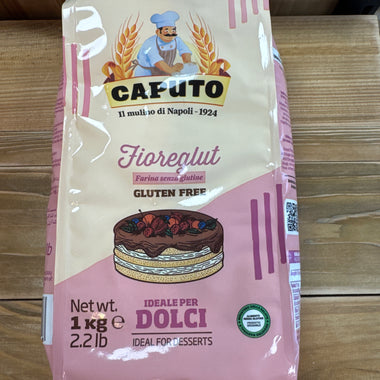 CAPUTO
Il mulino di Napoli - 1924
Fioreglut
Farina senza glutine
GLUTEN FREE
Net wt.
1 kg e
2.2 lb
IDEALE PER
DOLCI
IDEAL FOR DESSERTS